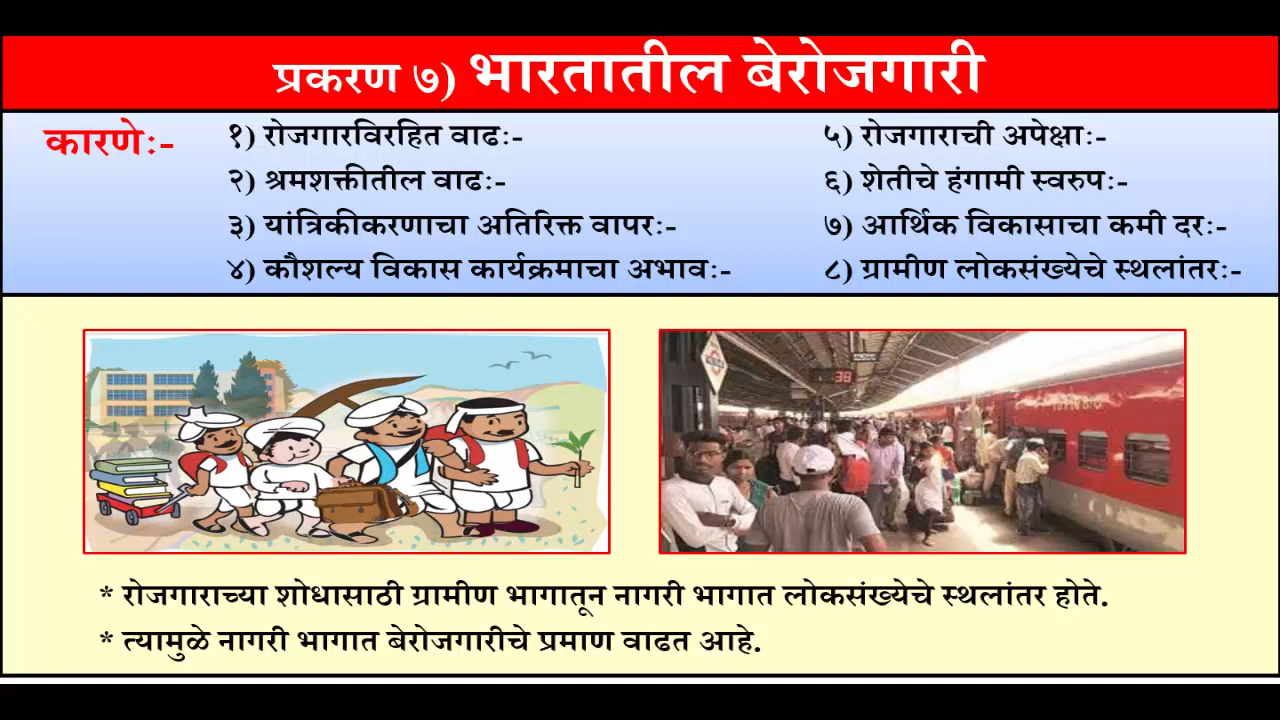 प्रकरण ७) भारतातील बेरोजगारी
कारणे:-
१) रोजगारविरहित वाढ:-
२) श्रमशक्तीतील वाढ:-
३) यांत्रिकीकरणाचा अतिरिक्त वापर:-
४) कौशल्य विकास कार्यक्रमाचा अभाव:-
५) रोजगाराची अपेक्षा:-
६) शेतीचे हंगामी स्वरुप:-
७) आर्थिक विकासाचा कमी दर:-
८) ग्रामीण लोकसंख्येचे स्थलांतर:-
38
* रोजगाराच्या शोधासाठी ग्रामीण भागातून नागरी भागात लोकसंख्येचे स्थलांतर होते.
* त्यामुळे नागरी भागात बेरोजगारीचे प्रमाण वाढत आहे.